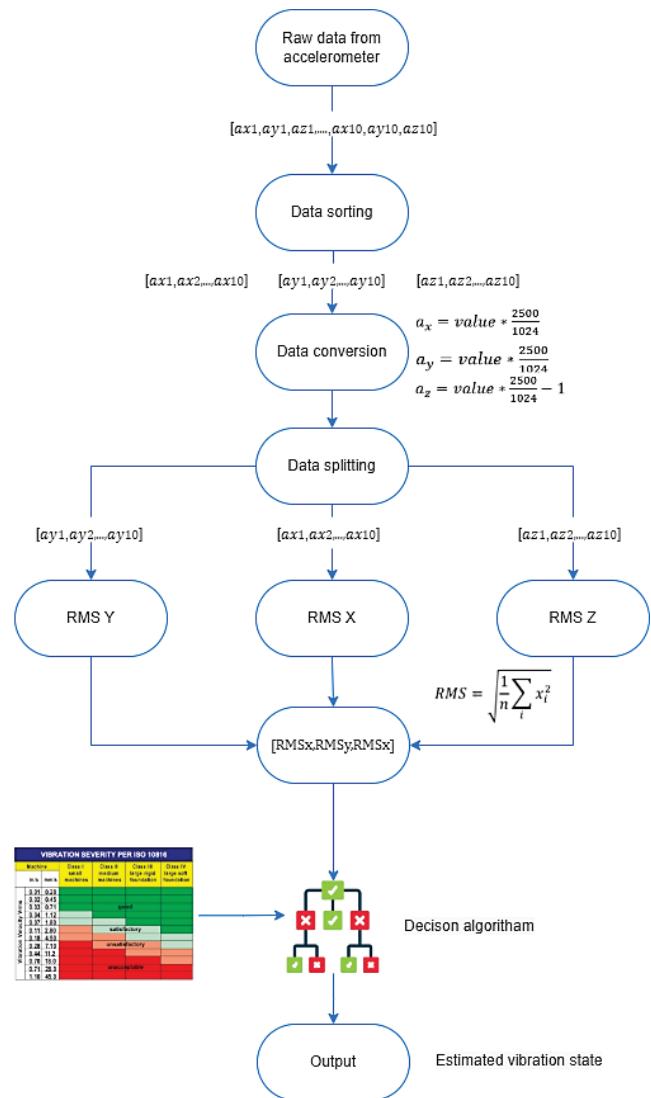 Raw data from
accelerometer
[ax1,ay1,az1,....,ax10,ay10,az10]
Data sorting
[ax1,ax2,...,ax10] [ay1,ay2,...,ay10] [az1,az2,...,az10]
Data conversion
a_x = value * 2500/1024
a_y = value * 2500/1024
a_z = value * 2500/1024 − 1
Data splitting
[ay1,ay2,...,ay10] [ax1,ax2,...,ax10] [az1,az2,...,az10]
RMS Y RMS X RMS Z
RMS = √(1/n ∑_i x_i^2)
[RMSx,RMSy,RMSx]
VIBRATION SEVERITY PER ISO 10816
Machine
Class I
small
machines
Class II
medium
machines
Class III
large rigid
foundation
Class IV
large soft
foundation
in/s mm/s
Vibration Velocity Vrms
0.01 0.28
0.02 0.45
0.03 0.71
good
0.04 1.12
0.07 1.80
0.11 2.80
satisfactory
0.18 4.50
0.28 7.10
unsatisfactory
0.44 11.2
0.70 18.0
0.71 28.0
unacceptable
1.10 45.0
Decison algoritham
Output
Estimated vibration state